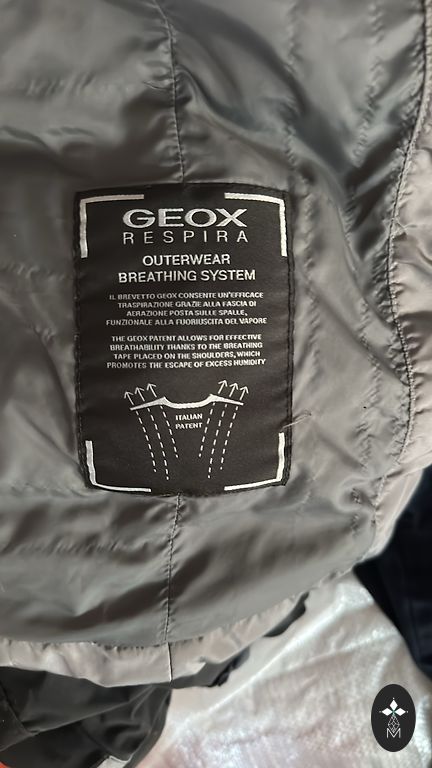 GEOX
RESPIRA
OUTERWEAR
BREATHING SYSTEM
IL BREVETTO GEOX CONSENTE UN'EFFICACE
TRASPIRAZIONE GRAZIE ALLA FASCIA DI
AERAZIONE POSTA SULLE SPALLE,
FUNZIONALE ALLA FUORIUSCITA DEL VAPORE
THE GEOX PATENT ALLOWS FOR EFFECTIVE
BREATHABILITY THANKS TO THE BREATHING
TAPE PLACED ON THE SHOULDERS, WHICH
PROMOTES THE ESCAPE OF EXCESS HUMIDITY
ITALIAN
PATENT
M